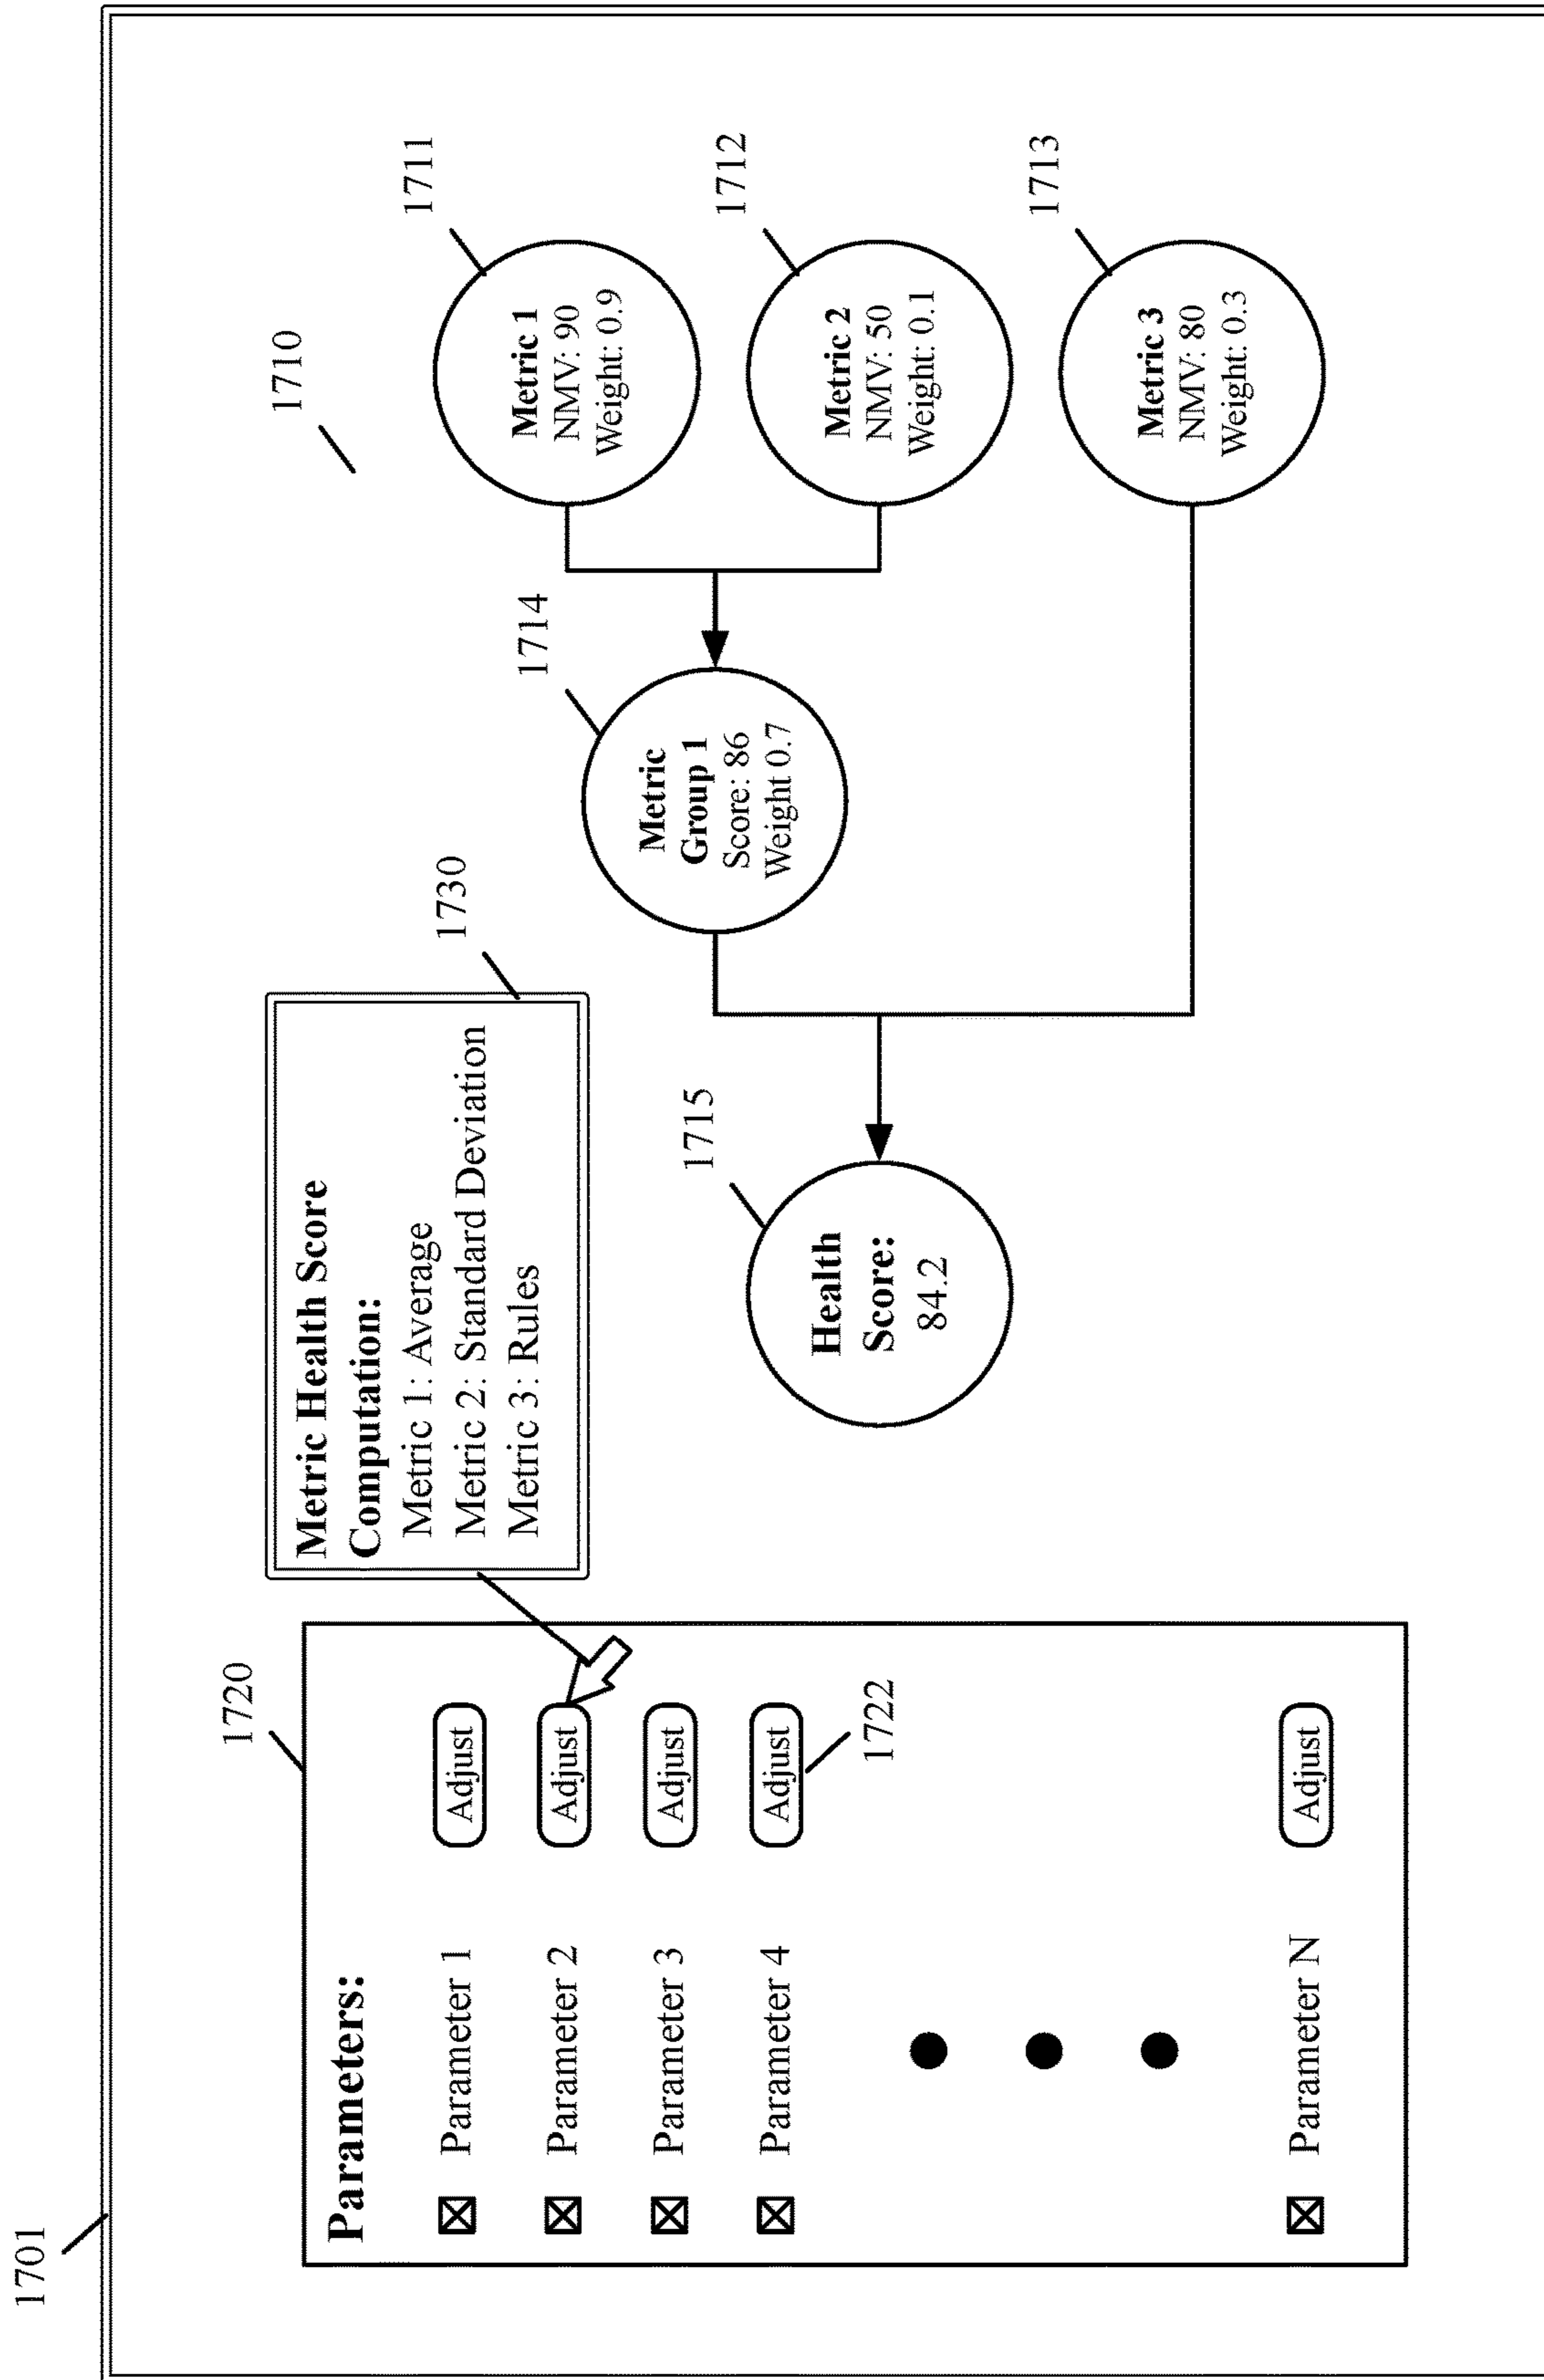 1701
1720
Parameters:
Parameter 1
Adjust
Parameter 2
Adjust
Parameter 3
Adjust
Parameter 4
Adjust
1722
Parameter N
Adjust
1730
Metric Health Score
Computation:
Metric 1: Average
Metric 2: Standard Deviation
Metric 3: Rules
1715
Health
Score:
84.2
1714
Metric
Group 1
Score: 86
Weight 0.7
1710
1711
Metric 1
NMV: 90
Weight: 0.9
1712
Metric 2
NMV: 50
Weight: 0.1
1713
Metric 3
NMV: 80
Weight: 0.3